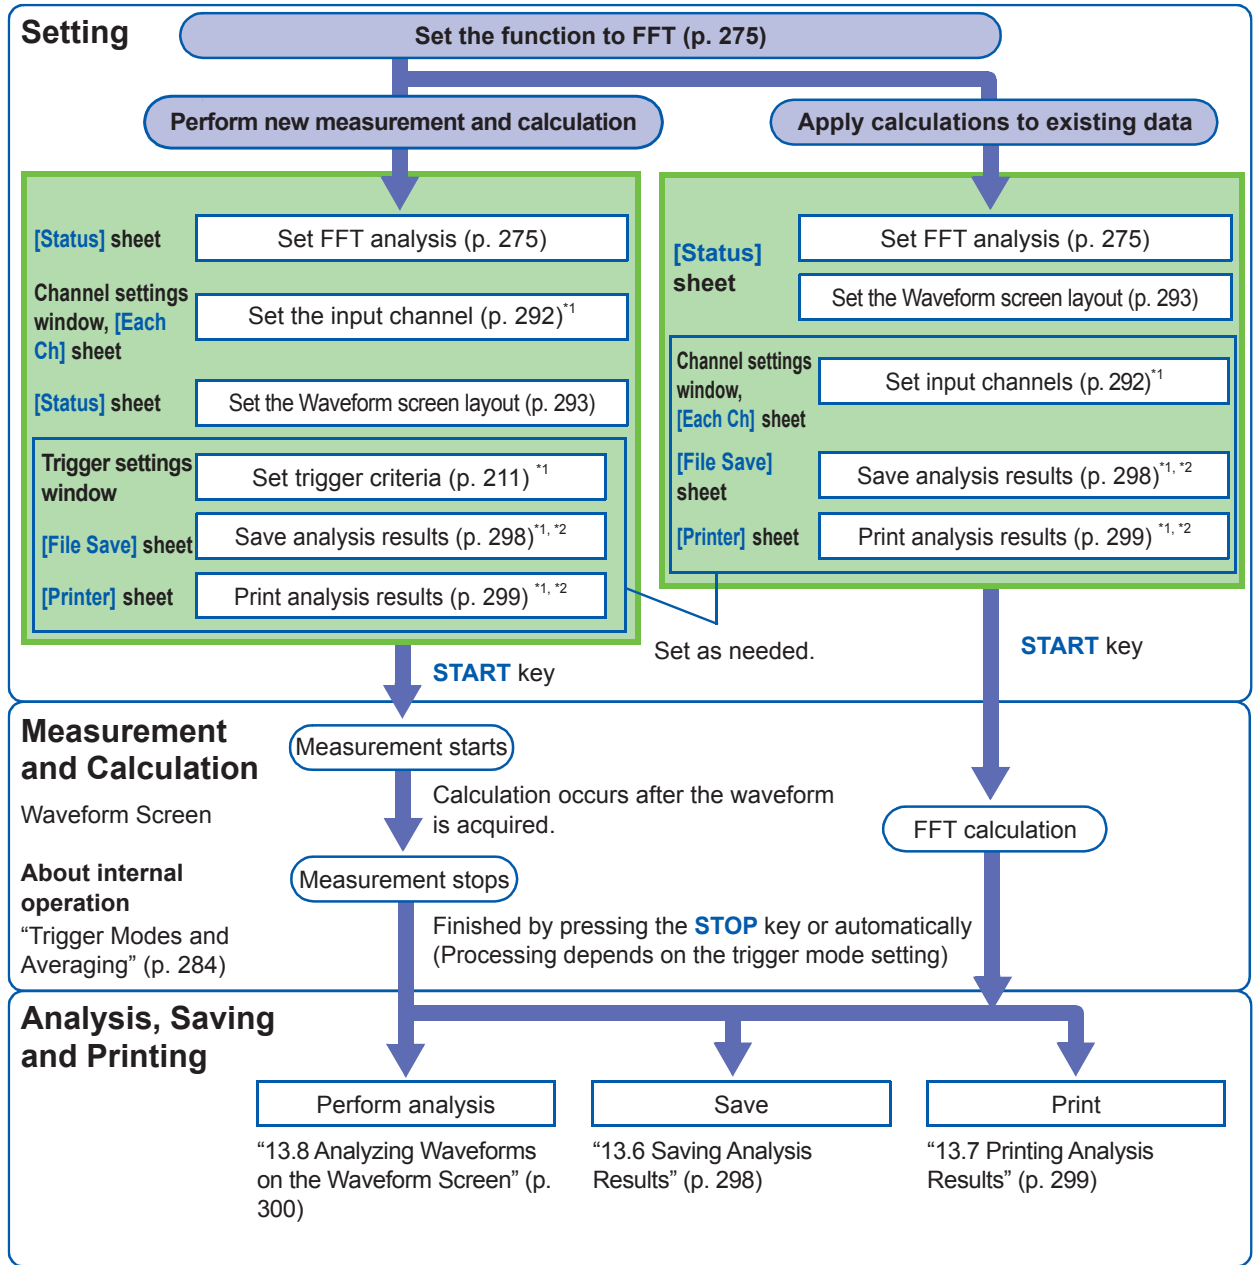 Setting
Set the function to FFT (p. 275)
Perform new measurement and calculation
Apply calculations to existing data
[Status] sheet
Set FFT analysis (p. 275)
Channel settings
window, [Each
Ch] sheet
Set the input channel (p. 292)*1
[Status] sheet
Set the Waveform screen layout (p. 293)
Trigger settings
window
Set trigger criteria (p. 211) *1
[File Save] sheet
Save analysis results (p. 298)*1, *2
[Printer] sheet
Print analysis results (p. 299) *1, *2
[Status]
sheet
Set FFT analysis (p. 275)
Set the Waveform screen layout (p. 293)
Channel settings
window,
[Each Ch] sheet
Set input channels (p. 292)*1
[File Save]
sheet
Save analysis results (p. 298)*1, *2
[Printer] sheet
Print analysis results (p. 299) *1, *2
Set as needed.
START key
START key
Measurement
and Calculation
Waveform Screen
About internal
operation
“Trigger Modes and
Averaging” (p. 284)
Measurement starts
Calculation occurs after the waveform
is acquired.
Measurement stops
Finished by pressing the STOP key or automatically
(Processing depends on the trigger mode setting)
FFT calculation
Analysis, Saving
and Printing
Perform analysis
“13.8 Analyzing Waveforms
on the Waveform Screen” (p.
300)
Save
“13.6 Saving Analysis
Results” (p. 298)
Print
“13.7 Printing Analysis
Results” (p. 299)